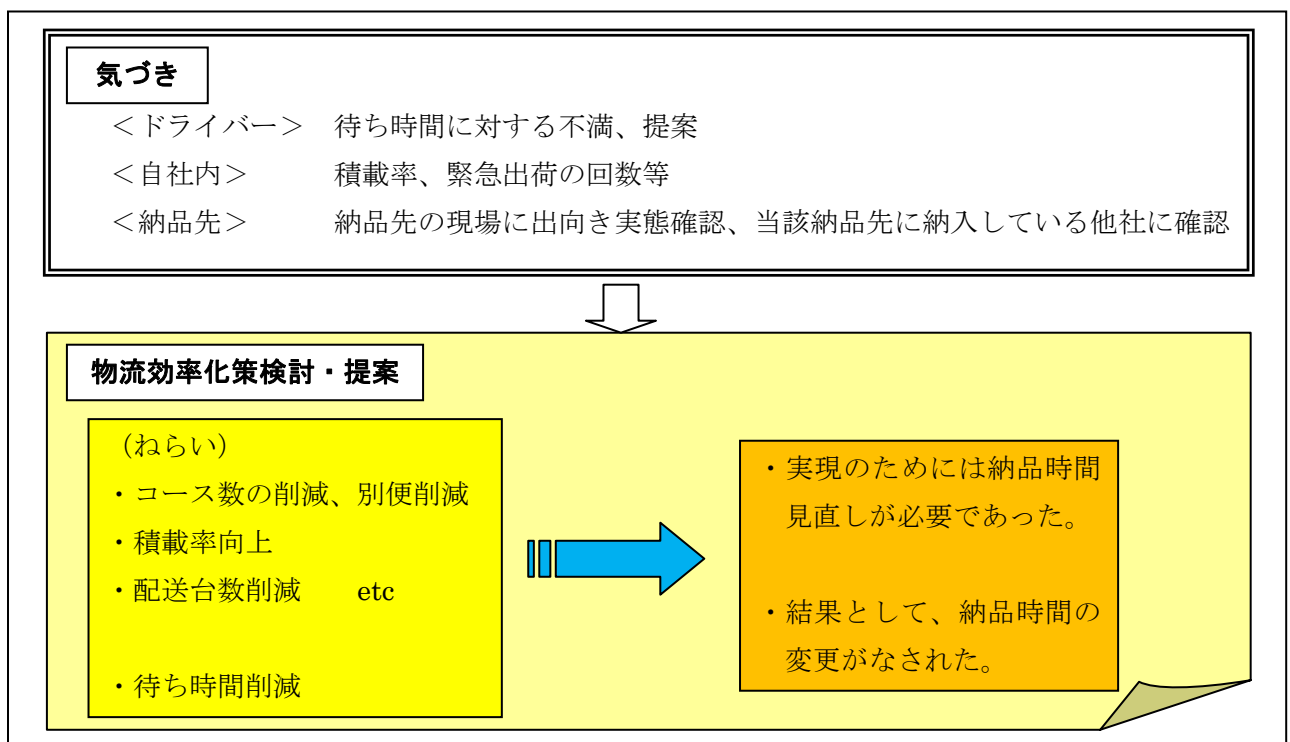 気づき
＜ドライバー＞　待ち時間に対する不満、提案
＜自社内＞　積載率、緊急出荷の回数等
＜納品先＞　納品先の現場に出向き実態確認、当該納品先に納入している他社に確認
物流効率化策検討・提案
（ねらい）
・コース数の削減、別便削減
・積載率向上
・配送台数削減　etc
・待ち時間削減
・実現のためには納品時間
見直しが必要であった。
・結果として、納品時間の
変更がなされた。